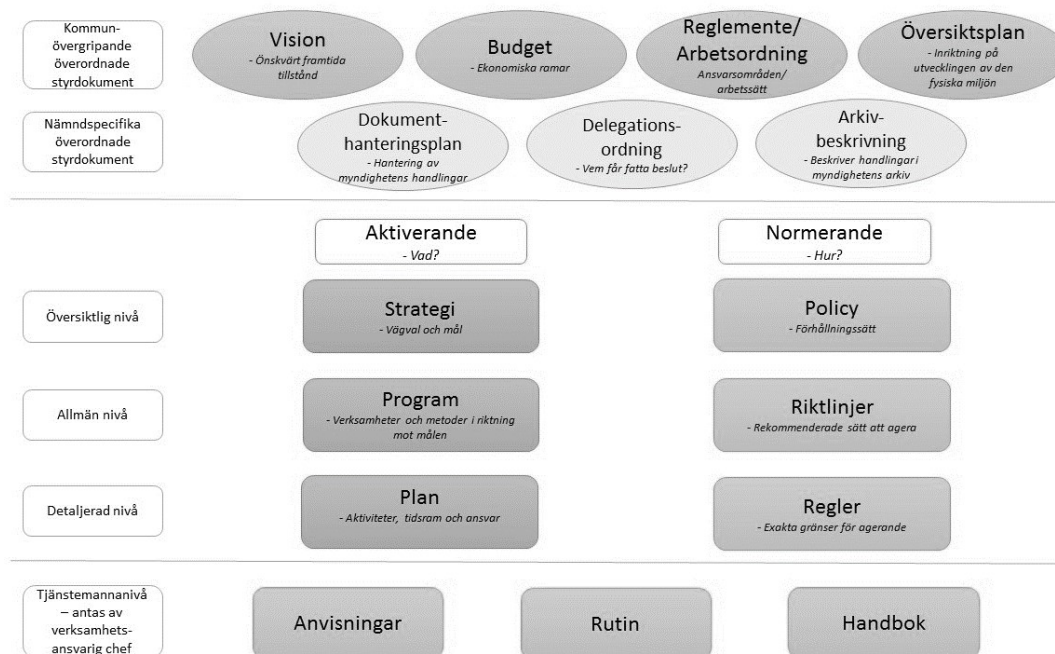 Kommun-
övergripande
överordnade
styrdokument
Vision
- Önskvärt framtida
tillstånd
Budget
- Ekonomiska ramar
Reglemente/
Arbetsordning
Ansvarsområden/
arbetssätt
Översiktsplan
- Inriktning på
utvecklingen av den
fysiska miljön
Nämndspecifika
överordnade
styrdokument
Dokument-
hanteringsplan
- Hantering av
myndighetens handlingar
Delegations-
ordning
- Vem får fatta beslut?
Arkiv-
beskrivning
- Beskriver handlingar i
myndighetens arkiv
Aktiverande
- Vad?
Normerande
- Hur?
Översiktlig nivå
Strategi
- Vägval och mål
Policy
- Förhållningssätt
Allmän nivå
Program
- Verksamheter och metoder i riktning
mot målen
Riktlinjer
- Rekommenderade sätt att agera
Detaljerad nivå
Plan
- Aktiviteter, tidsram och ansvar
Regler
- Exakta gränser för agerande
Tjänstemannanivå
– antas av
verksamhets-
ansvarig chef
Anvisningar
Rutin
Handbok